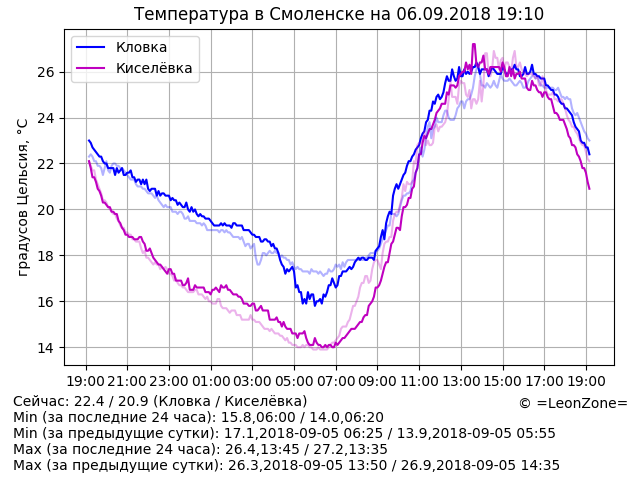 Температура в Смоленске на 06.09.2018 19:10
Кловка
Киселёвка
градусов Цельсия, °C
26
24
22
20
18
16
14
19:00 21:00 23:00 01:00 03:00 05:00 07:00 09:00 11:00 13:00 15:00 17:00 19:00
Сейчас: 22.4 / 20.9 (Кловка / Киселёвка)
© =LeonZone=
Min (за последние 24 часа): 15.8,06:00 / 14.0,06:20
Min (за предыдущие сутки): 17.1,2018-09-05 06:25 / 13.9,2018-09-05 05:55
Max (за последние 24 часа): 26.4,13:45 / 27.2,13:35
Max (за предыдущие сутки): 26.3,2018-09-05 13:50 / 26.9,2018-09-05 14:35